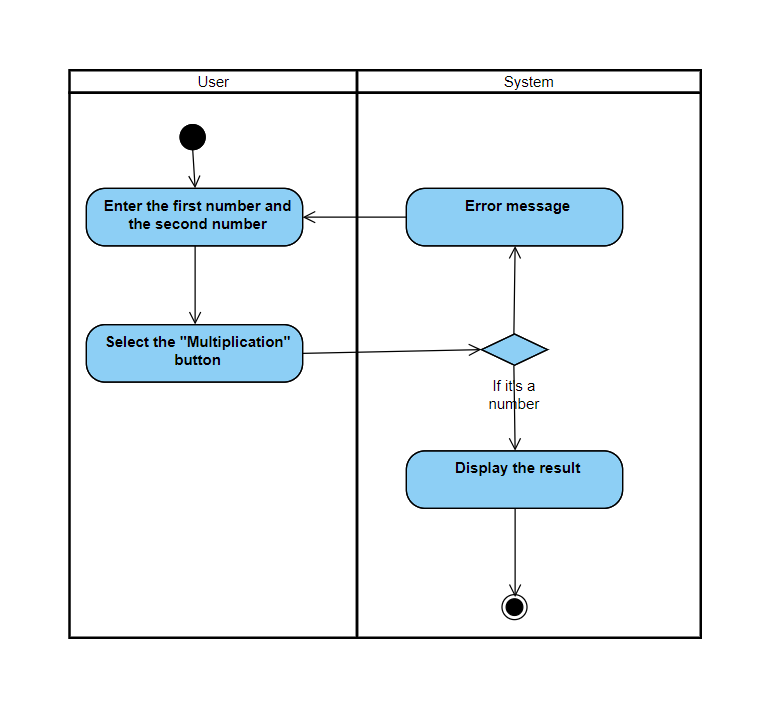 User
System
Enter the first number and
the second number
Error message
Select the "Multiplication"
button
If it's a
number
Display the result